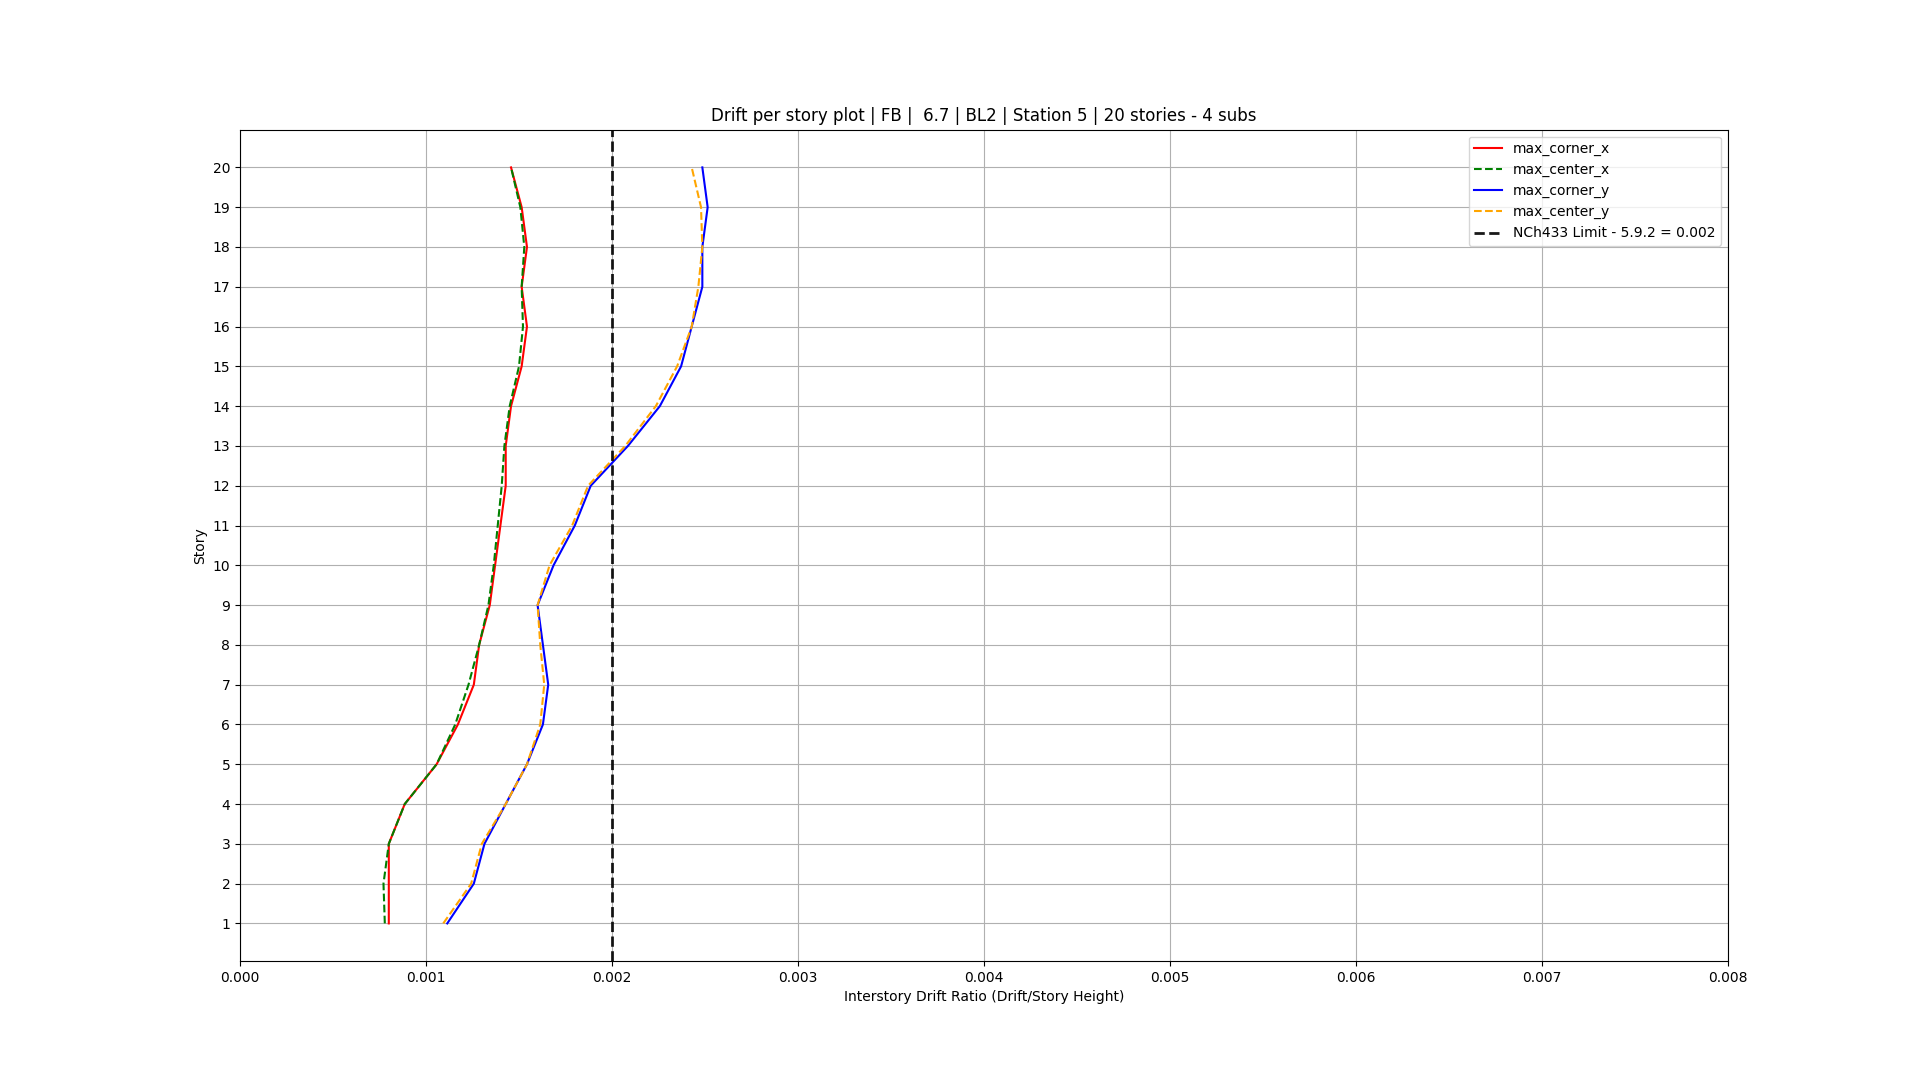 Drift per story plot | FB |  6.7 | BL2 | Station 5 | 20 stories - 4 subs
max_corner_x
max_center_x
max_corner_y
max_center_y
NCh433 Limit - 5.9.2 = 0.002
20
19
18
17
16
15
14
13
12
11
10
9
8
7
6
5
4
3
2
1
Story
0.000 0.001 0.002 0.003 0.004 0.005 0.006 0.007 0.008
Interstory Drift Ratio (Drift/Story Height)